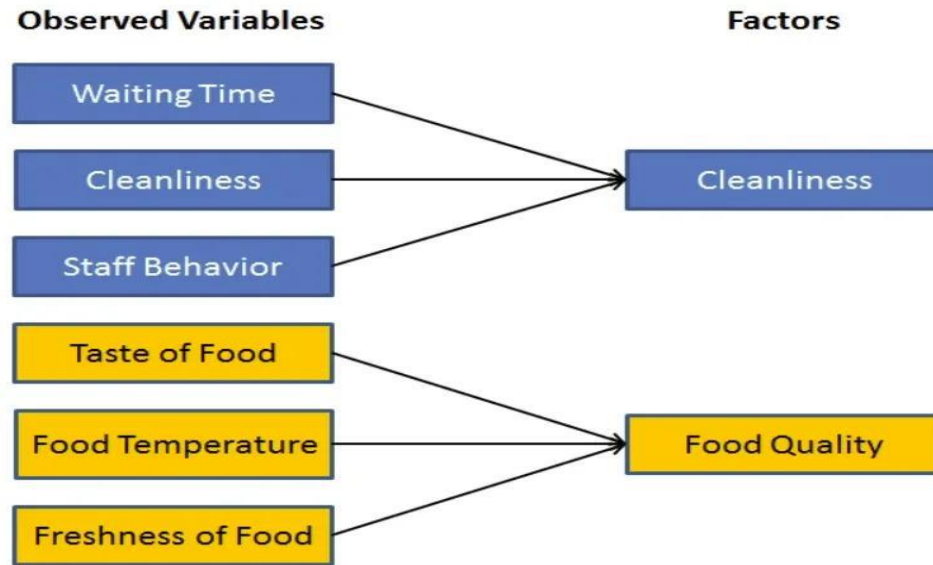 Observed Variables
Factors
Waiting Time
Cleanliness
Cleanliness
Staff Behavior
Taste of Food
Food Temperature
Food Quality
Freshness of Food